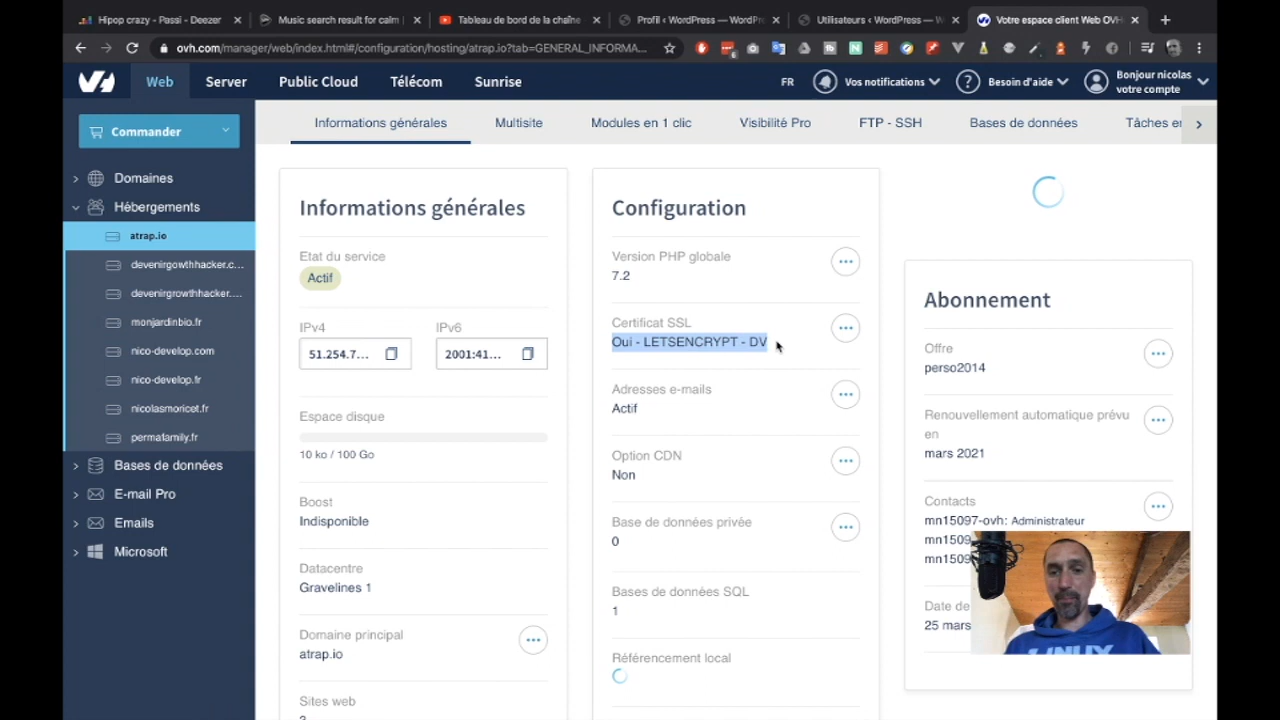 Hipop crazy - Passi - Deezer
Music search result for calm
Tableau de bord de la chaîne
Profil ‹ WordPress — WordPre
Utilisateurs ‹ WordPress —
Votre espace client Web OVH
ovh.com/manager/web/index.html#/configuration/hosting/atrap.io?tab=GENERAL_INFORMA...
Web
Server
Public Cloud
Télécom
Sunrise
FR
Vos notifications
Besoin d'aide
Bonjour nicolas
votre compte
Commander
Informations générales
Multisite
Modules en 1 clic
Visibilité Pro
FTP - SSH
Bases de données
Tâches en
Domaines
Hébergements
atrap.io
devenirgowthhacker.c...
devenirgrowthhacker....
monjardinbio.fr
nico-develop.com
nico-develop.fr
nicolasmoricet.fr
permafamily.fr
Bases de données
E-mail Pro
Emails
Microsoft
Informations générales
Etat du service
Actif
IPv4
IPv6
51.254.7...
2001:41...
Espace disque
10 ko / 100 Go
Boost
Indisponible
Datacentre
Gravelines 1
Domaine principal
atrap.io
Sites web
Configuration
Version PHP globale
7.2
Certificat SSL
Oui - LETSENCRYPT - DV
Adresses e-mails
Actif
Option CDN
Non
Base de données privée
0
Bases de données SQL
1
Référencement local
Abonnement
Offre
perso2014
Renouvellement automatique prévu
en
mars 2021
Contacts
mn15097-ovh: Administrateur
mn1509
mn1509
Date de
25 mars
LINUX